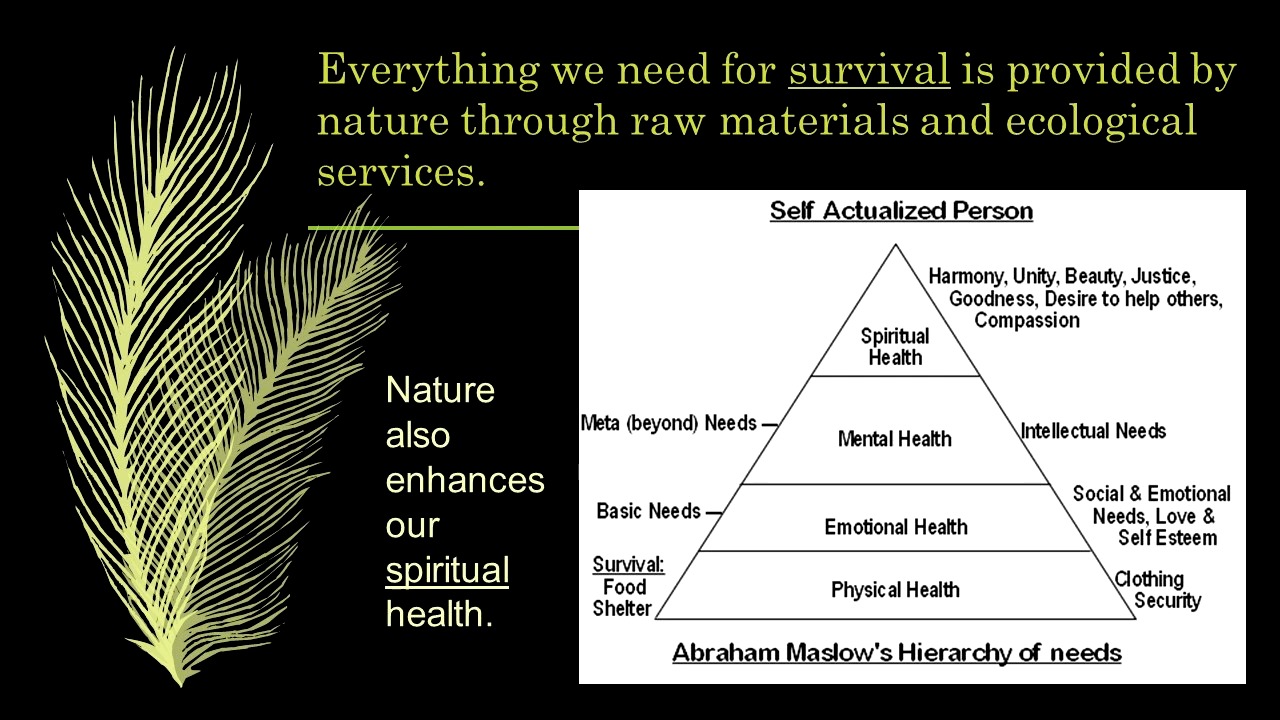 Everything we need for survival is provided by
nature through raw materials and ecological
services.
Nature
also
enhances
our
spiritual
health.
Self Actualized Person
Harmony, Unity, Beauty, Justice,
Goodness, Desire to help others,
Compassion
Spiritual
Health
Meta (beyond) Needs
Mental Health
Intellectual Needs
Basic Needs
Emotional Health
Social & Emotional
Needs, Love &
Self Esteem
Survival:
Food
Shelter
Physical Health
Clothing
Security
Abraham Maslow's Hierarchy of needs